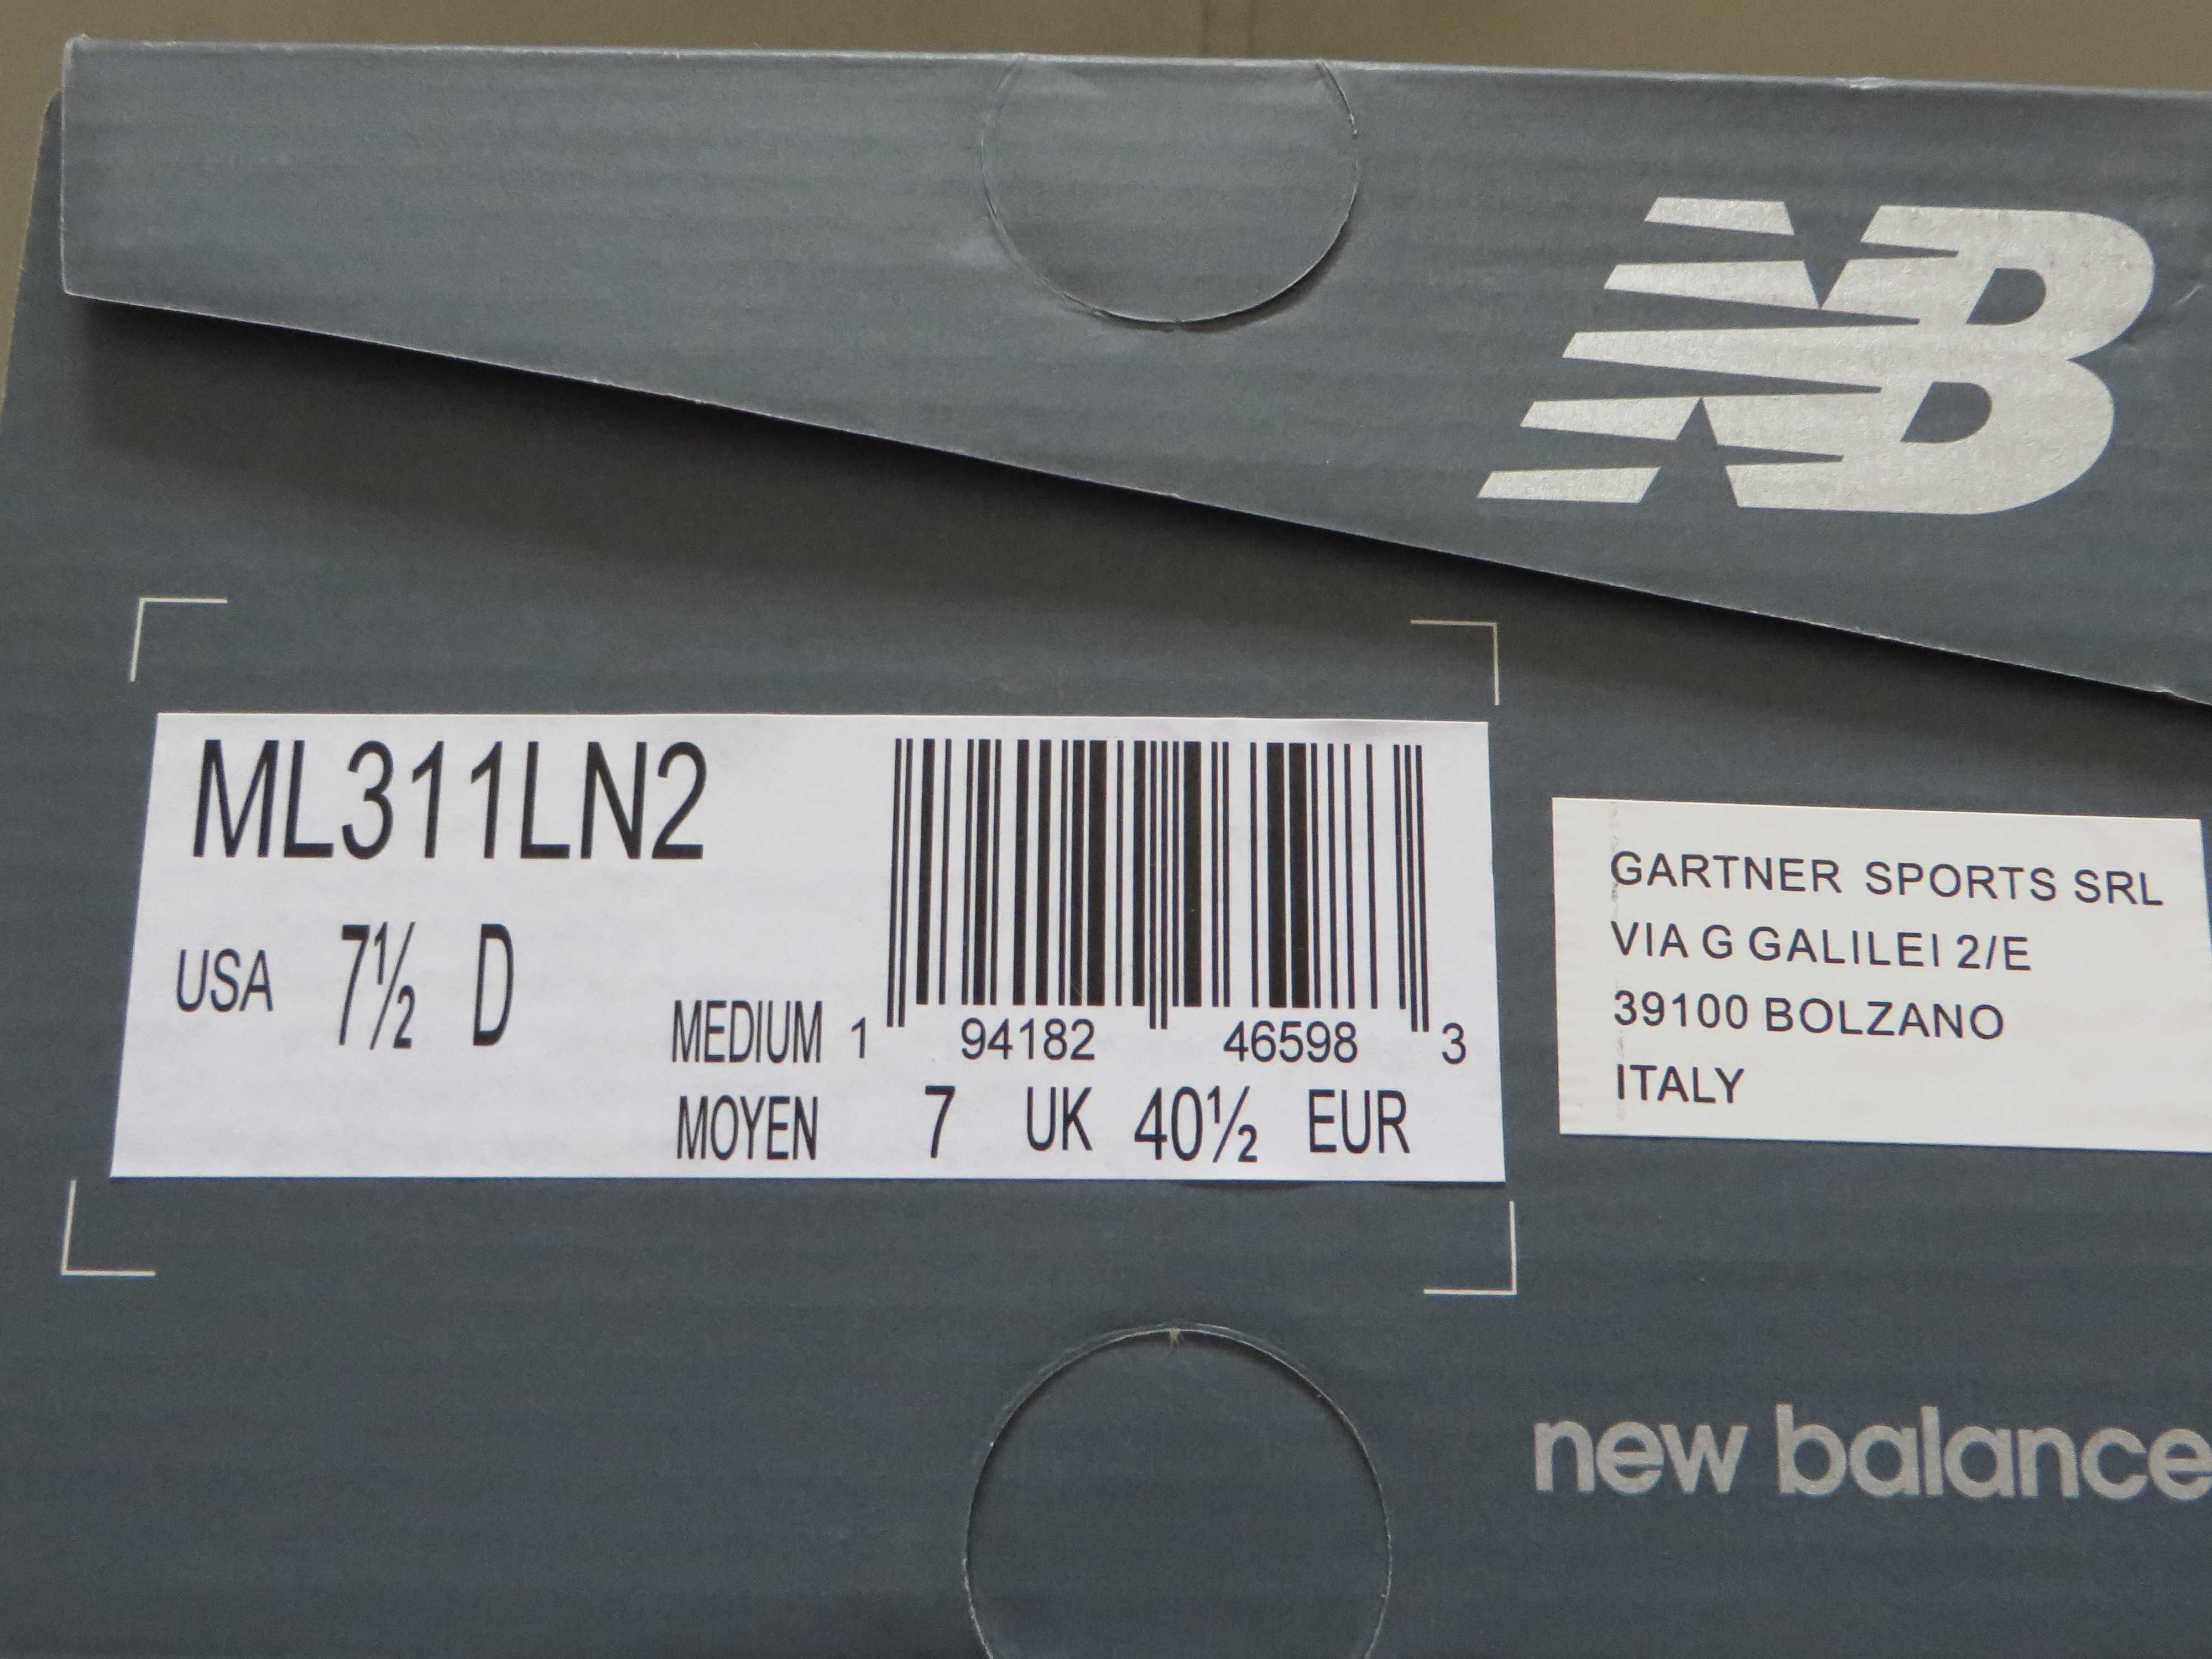 NB
ML311LN2
USA 7½ D
MEDIUM
MOYEN
1 94182 46598 3
7 UK 40½ EUR
GARTNER SPORTS SRL
VIA G GALILEI 2/E
39100 BOLZANO
ITALY
new balance